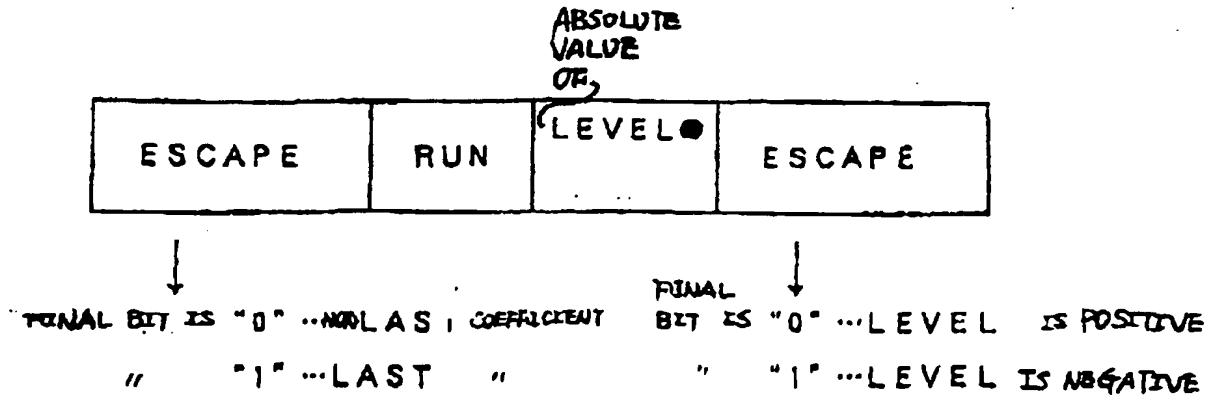 ABSOLUTE
VALUE
OF
ESCAPE RUN LEVEL ESCAPE
FINAL BIT IS "0" ... LAST COEFFICIENT
" "1" ...LAST "
FINAL
BIT IS "0" ...LEVEL IS POSITIVE
" "1" ...LEVEL IS NEGATIVE